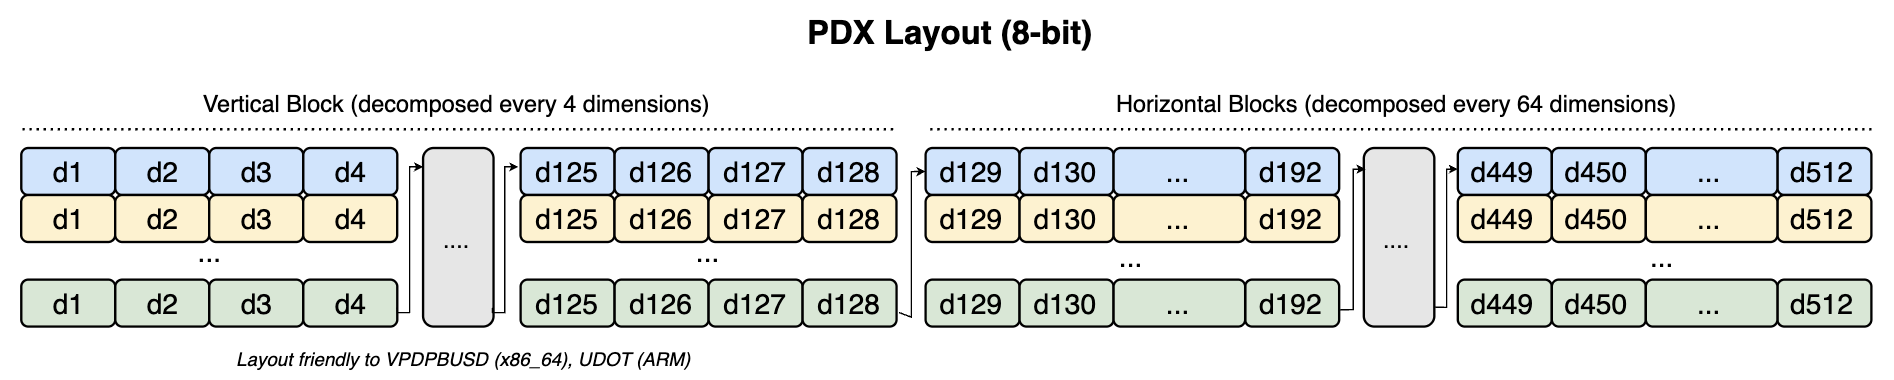 PDX Layout (8-bit)
Vertical Block (decomposed every 4 dimensions)
Horizontal Blocks (decomposed every 64 dimensions)
d1 d2 d3 d4 d125 d126 d127 d128 d129 d130 ... d192 d449 d450 ... d512
d1 d2 d3 d4 d125 d126 d127 d128 d129 d130 ... d192 d449 d450 ... d512
.... ....
... ... ... ...
d1 d2 d3 d4 d125 d126 d127 d128 d129 d130 ... d192 d449 d450 ... d512
Layout friendly to VPDPBUSD (x86_64), UDOT (ARM)